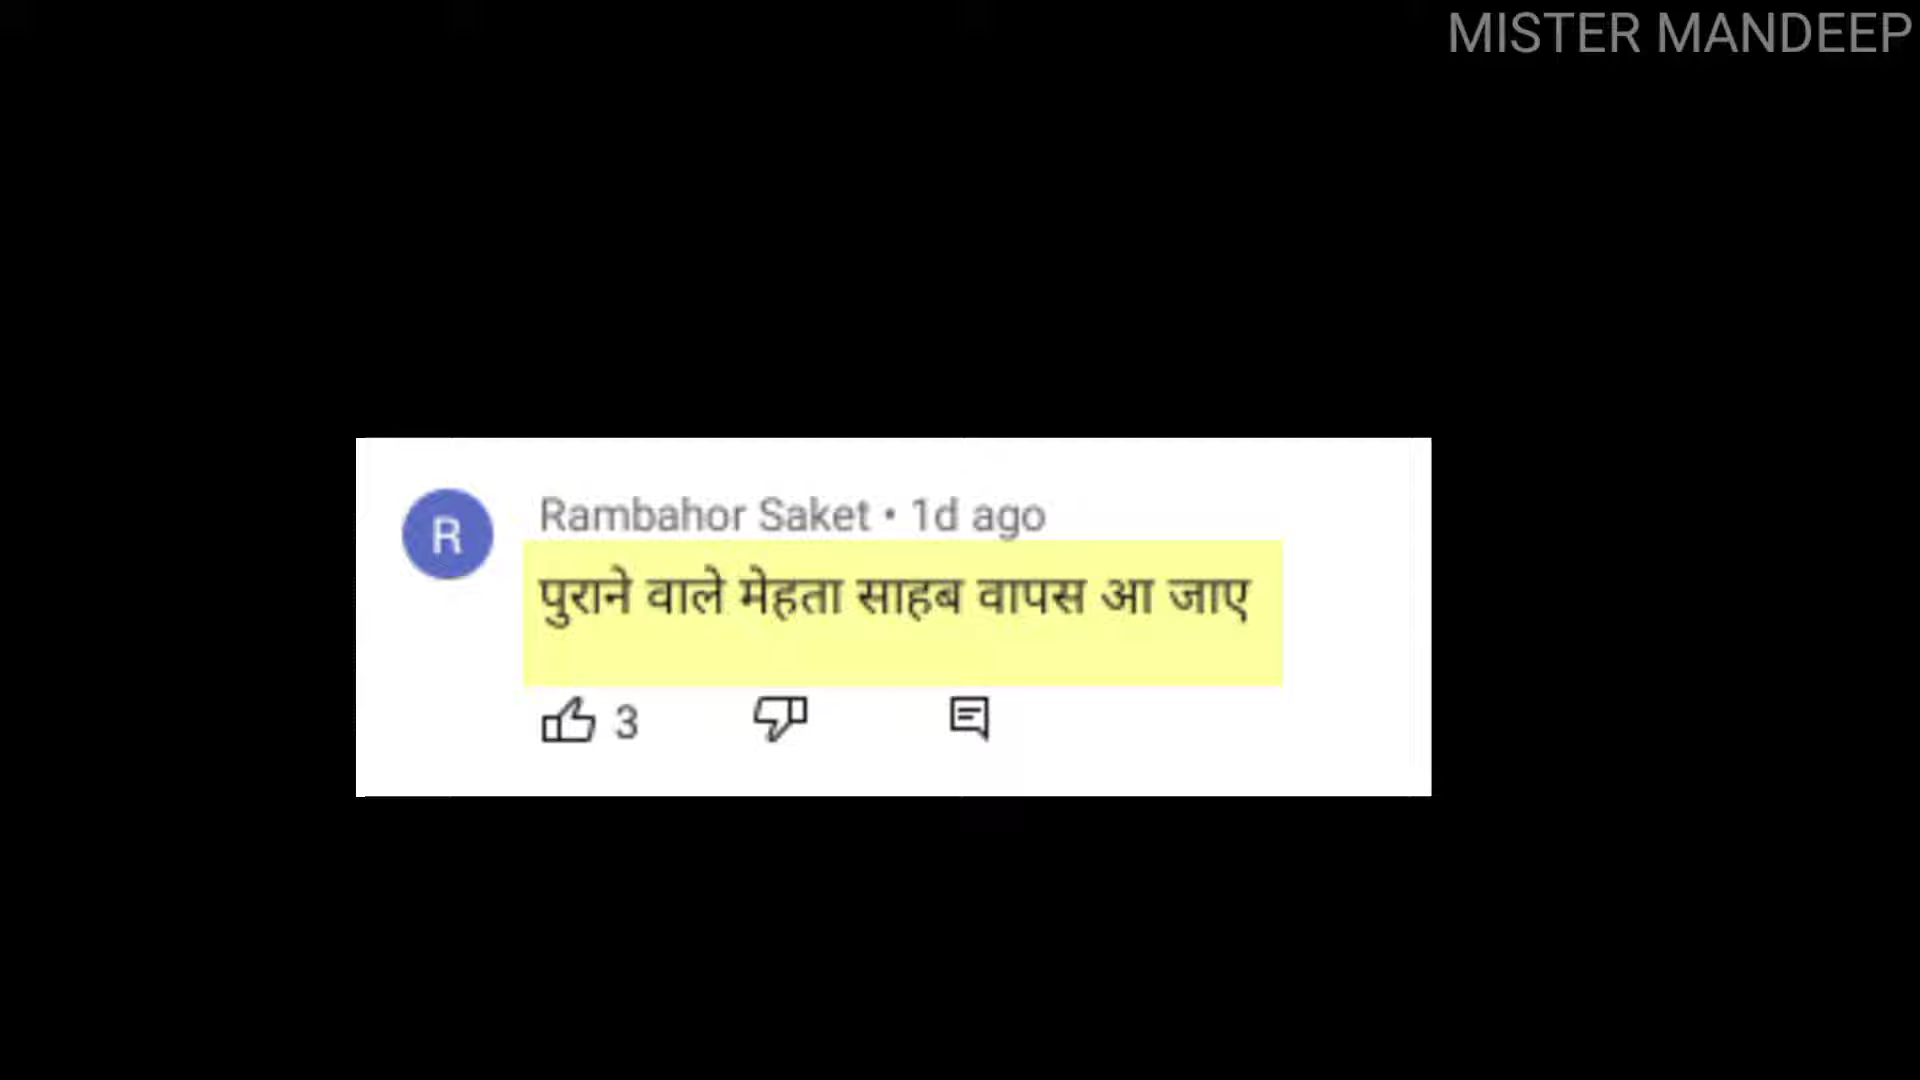 MISTER MANDEEP
R
Rambahor Saket • 1d ago
पुराने वाले मेहता साहब वापस आ जाए
3